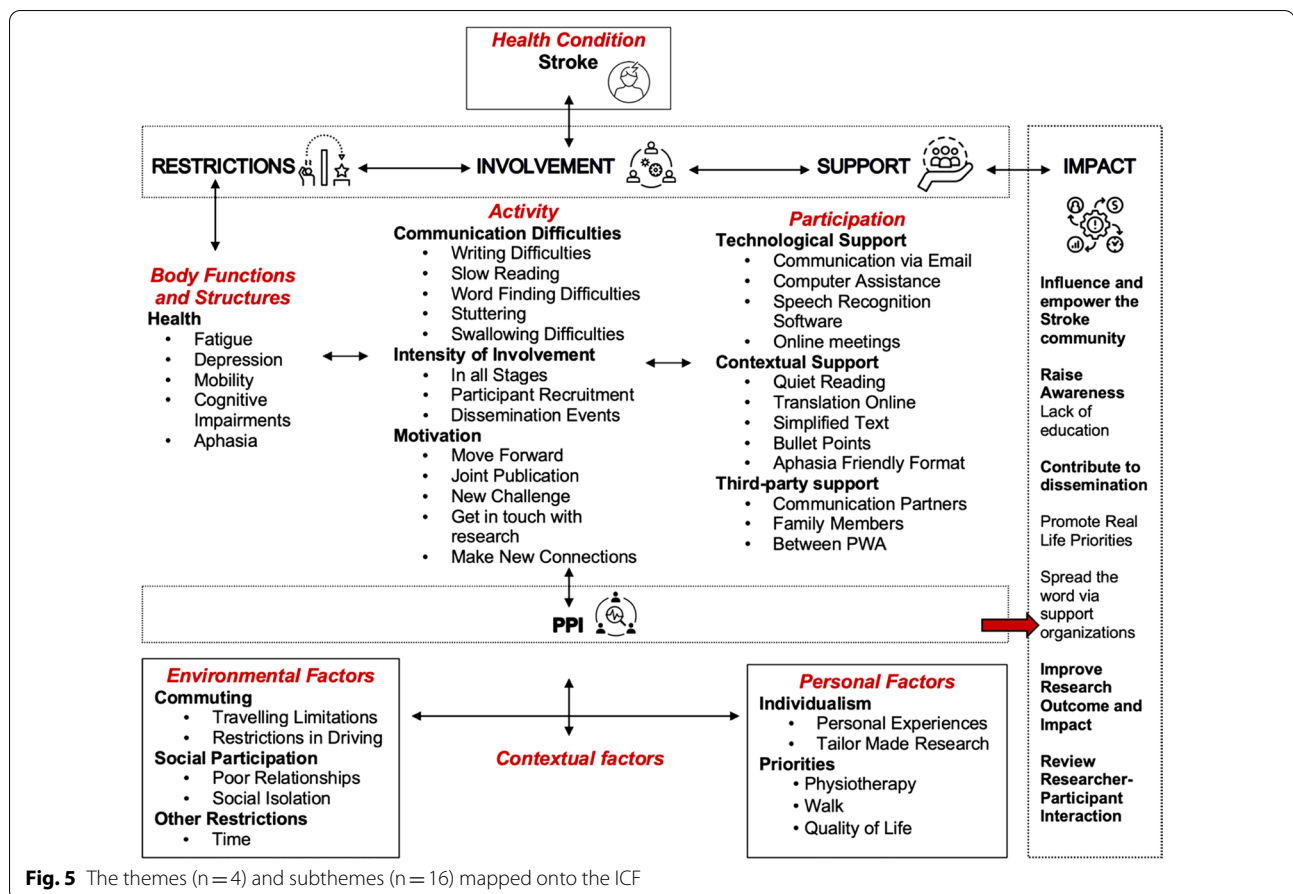 Health Condition
Stroke
RESTRICTIONS
INVOLVEMENT
SUPPORT
IMPACT
Body Functions
and Structures
Health
• Fatigue
• Depression
• Mobility
• Cognitive
Impairments
• Aphasia
Activity
Communication Difficulties
• Writing Difficulties
• Slow Reading
• Word Finding Difficulties
• Stuttering
• Swallowing Difficulties
Intensity of Involvement
• In all Stages
• Participant Recruitment
• Dissemination Events
Motivation
• Move Forward
• Joint Publication
• New Challenge
• Get in touch with
research
• Make New Connections
Participation
Technological Support
• Communication via Email
• Computer Assistance
• Speech Recognition
Software
• Online meetings
Contextual Support
• Quiet Reading
• Translation Online
• Simplified Text
• Bullet Points
• Aphasia Friendly Format
Third-party support
• Communication Partners
• Family Members
• Between PWA
Influence and
empower the
Stroke
community
Raise
Awareness
Lack of
education
Contribute to
dissemination
Promote Real
Life Priorities
Spread the
word via
support
organizations
Improve
Research
Outcome and
Impact
Review
Researcher-
Participant
Interaction
PPI
Environmental Factors
Commuting
• Travelling Limitations
• Restrictions in Driving
Social Participation
• Poor Relationships
• Social Isolation
Other Restrictions
• Time
Contextual factors
Personal Factors
Individualism
• Personal Experiences
• Tailor Made Research
Priorities
• Physiotherapy
• Walk
• Quality of Life
Fig. 5 The themes (n = 4) and subthemes (n = 16) mapped onto the ICF